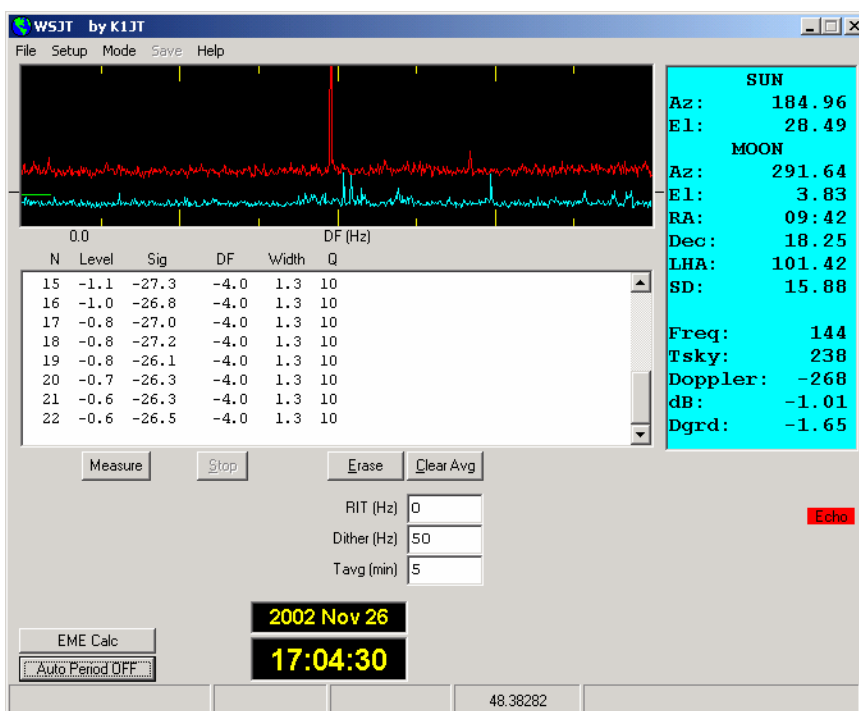 WSJT by K1JT
File Setup Mode Save Help
0.0 DF (Hz)
N Level Sig DF Width Q
15 -1.1 -27.3 -4.0 1.3 10
16 -1.0 -26.8 -4.0 1.3 10
17 -0.8 -27.0 -4.0 1.3 10
18 -0.8 -27.2 -4.0 1.3 10
19 -0.8 -26.1 -4.0 1.3 10
20 -0.7 -26.3 -4.0 1.3 10
21 -0.6 -26.3 -4.0 1.3 10
22 -0.6 -26.5 -4.0 1.3 10
SUN
Az: 184.96
El: 28.49
MOON
Az: 291.64
El: 3.83
RA: 09:42
Dec: 18.25
LHA: 101.42
SD: 15.88
Freq: 144
Tsky: 238
Doppler: -268
dB: -1.01
Dgrd: -1.65
Measure Stop Erase Clear Avg
RIT (Hz) 0
Dither (Hz) 50
Tavg (min) 5
Echo
2002 Nov 26
17:04:30
EME Calc
Auto Period OFF
48.38282